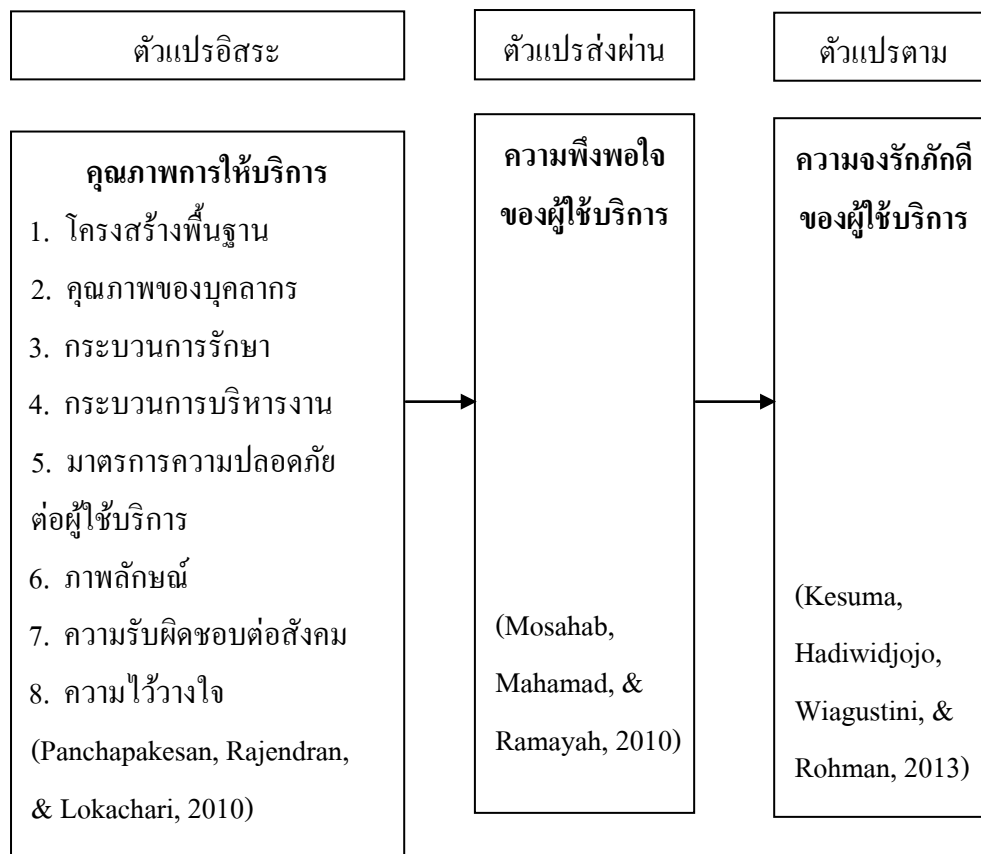 ตัวแปรอิสระ
ตัวแปรส่งผ่าน
ตัวแปรตาม
คุณภาพการให้บริการ
1. โครงสร้างพื้นฐาน
2. คุณภาพของบุคลากร
3. กระบวนการรักษา
4. กระบวนการบริหารงาน
5. มาตรการความปลอดภัย
ต่อผู้ใช้บริการ
6. ภาพลักษณ์
7. ความรับผิดชอบต่อสังคม
8. ความไว้วางใจ
(Panchapakesan, Rajendran,
& Lokachari, 2010)
ความพึงพอใจ
ของผู้ใช้บริการ
(Mosahab,
Mahamad, &
Ramayah, 2010)
ความจงรักภักดี
ของผู้ใช้บริการ
(Kesuma,
Hadiwidjojo,
Wiagustini, &
Rohman, 2013)